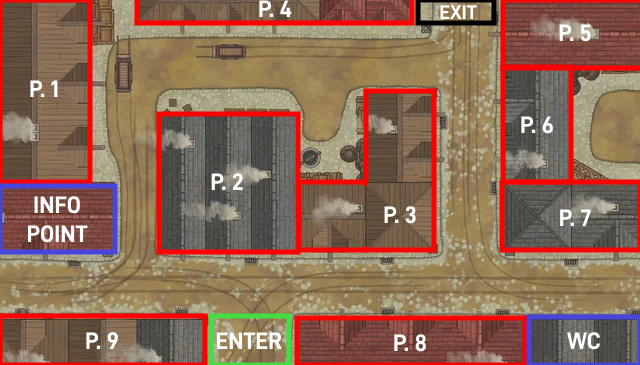 P. 4
EXIT
P. 5
P. 1
P. 6
P. 2
INFO
POINT
P. 3
P. 7
P. 9
ENTER
P. 8
WC